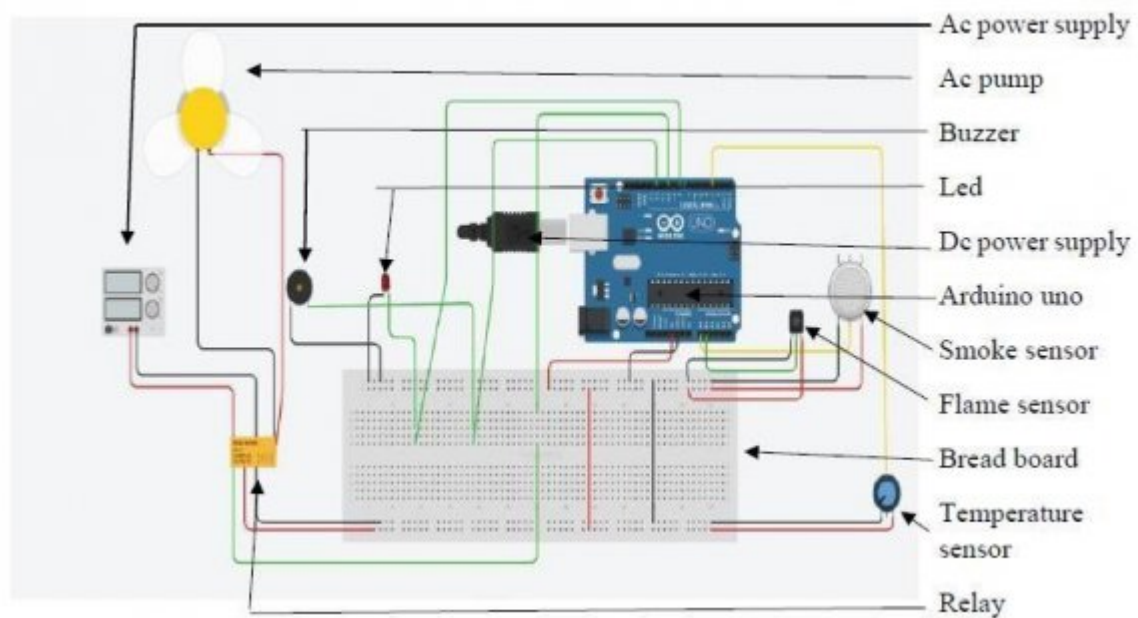 Ac power supply
Ac pump
Buzzer
Led
Dc power supply
Arduino uno
Smoke sensor
Flame sensor
Bread board
Temperature
sensor
Relay
UNO